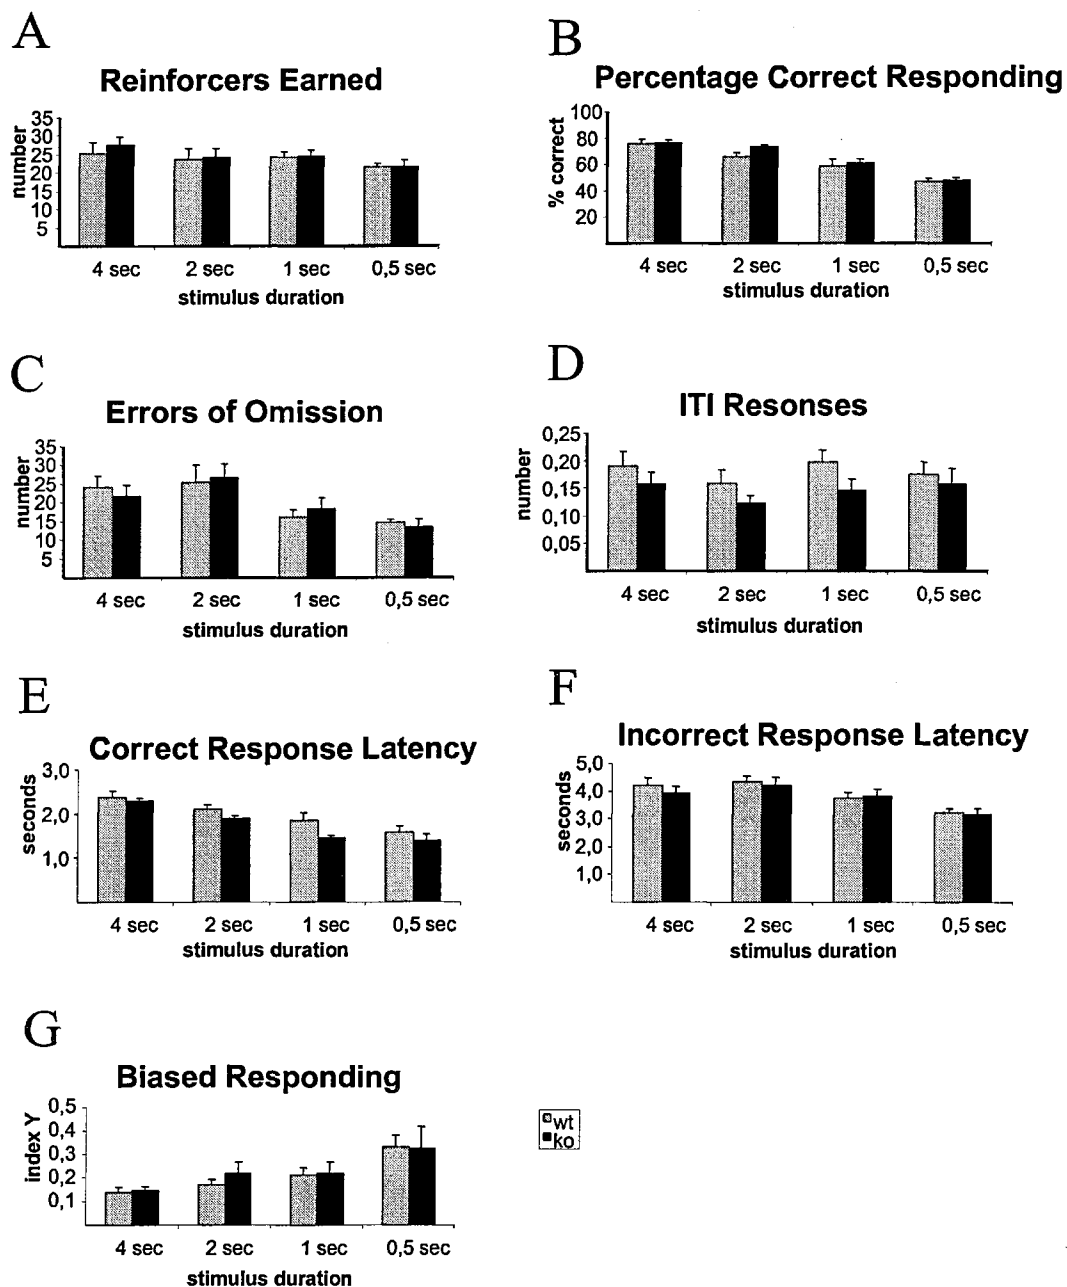 A
Reinforcers Earned
number
35
30
25
20
15
10
5
4 sec 2 sec 1 sec 0,5 sec
stimulus duration
B
Percentage Correct Responding
% correct
100
80
60
40
20
4 sec 2 sec 1 sec 0,5 sec
stimulus duration
C
Errors of Omission
number
35
30
25
20
15
10
5
4 sec 2 sec 1 sec 0,5 sec
stimulus duration
D
ITI Resonses
number
0,25
0,20
0,15
0,10
0,05
4 sec 2 sec 1 sec 0,5 sec
stimulus duration
E
Correct Response Latency
seconds
3,0
2,0
1,0
4 sec 2 sec 1 sec 0,5 sec
stimulus duration
F
Incorrect Response Latency
seconds
5,0
4,0
3,0
2,0
1,0
4 sec 2 sec 1 sec 0,5 sec
stimulus duration
G
Biased Responding
index Y
0,5
0,4
0,3
0,2
0,1
4 sec 2 sec 1 sec 0,5 sec
stimulus duration
wt
ko